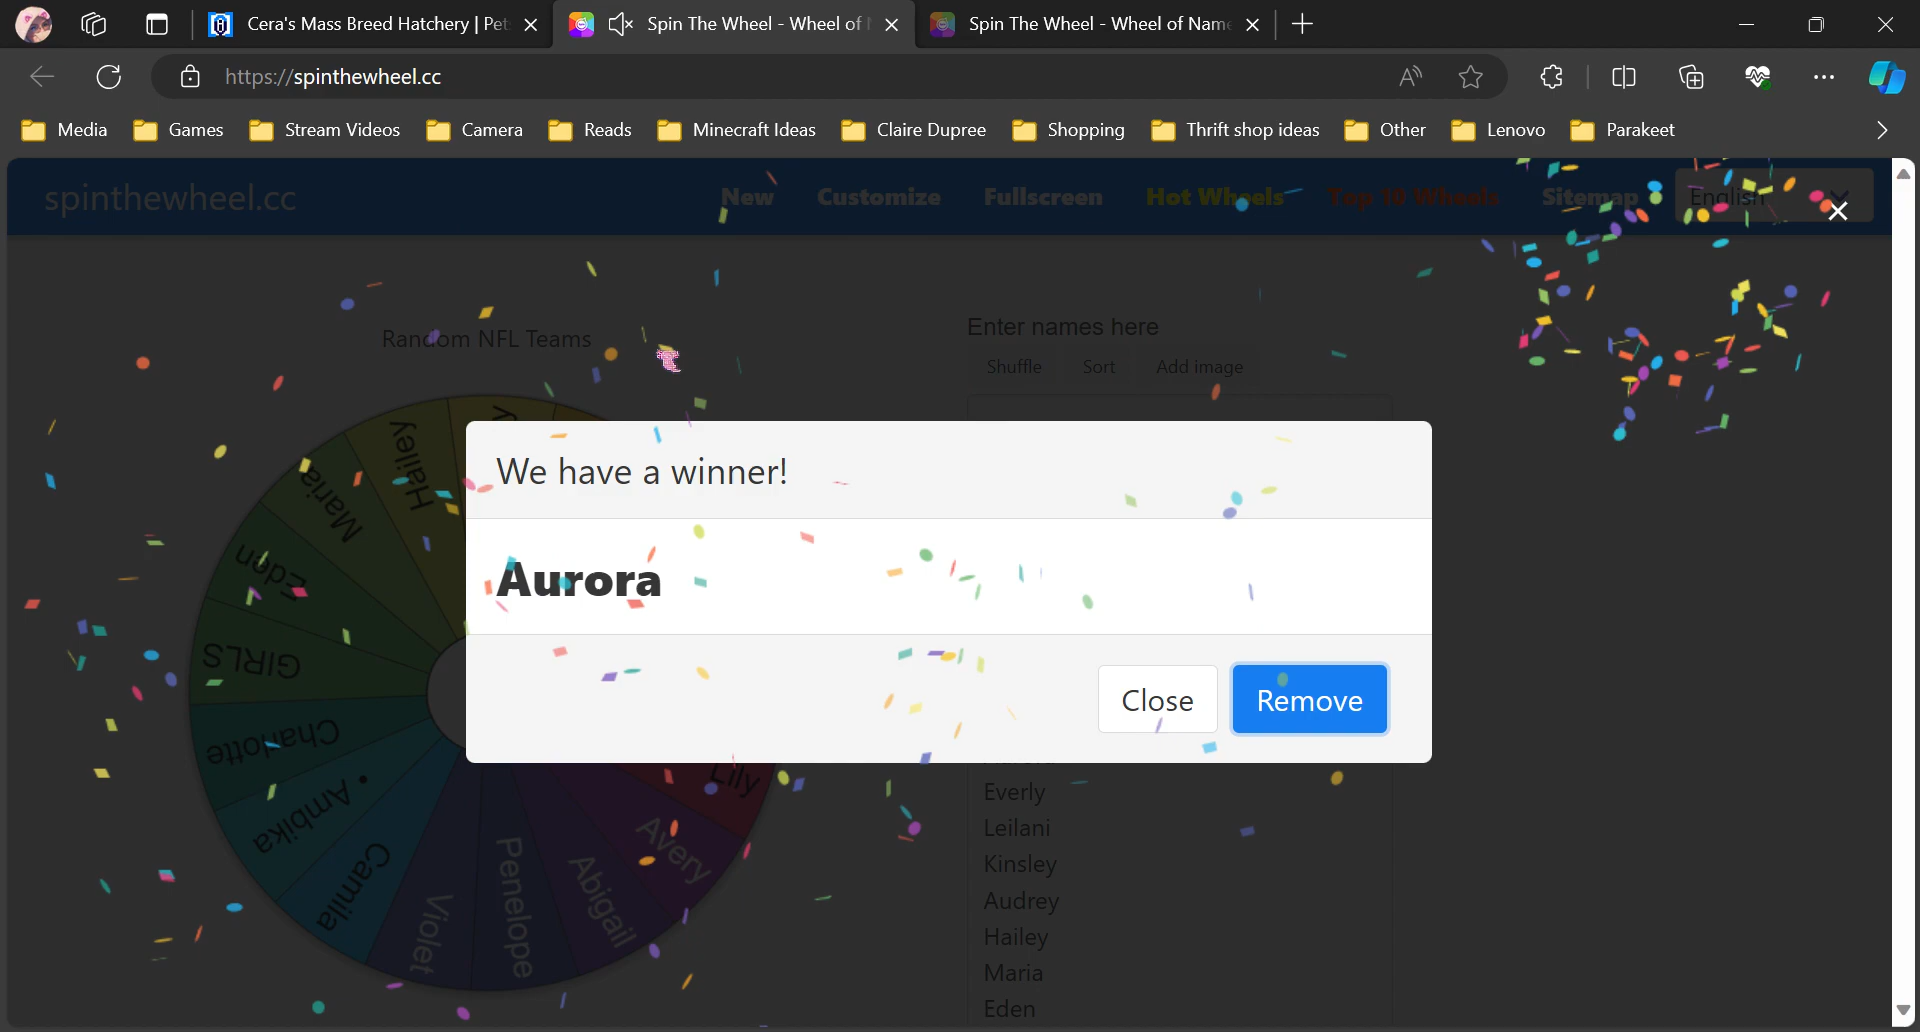 Cera's Mass Breed Hatchery | Pet
Spin The Wheel - Wheel of N
Spin The Wheel - Wheel of Name
https://spinthewheel.cc
Media
Games
Stream Videos
Camera
Reads
Minecraft Ideas
Claire Dupree
Shopping
Thrift shop ideas
Other
Lenovo
Parakeet
spinthewheel.cc
New
Customize
Fullscreen
Hot Wheels
Top 10 Wheels
Sitemap
English
Random NFL Teams
Enter names here
Shuffle
Sort
Add image
We have a winner!
Aurora
Close
Remove
Hailey
Maria
Eden
GIRLS
Charlotte
• Ambika
Camila
Violet
Penelope
Abigail
Avery
Lily
Everly
Leilani
Kinsley
Audrey
Hailey
Maria
Eden